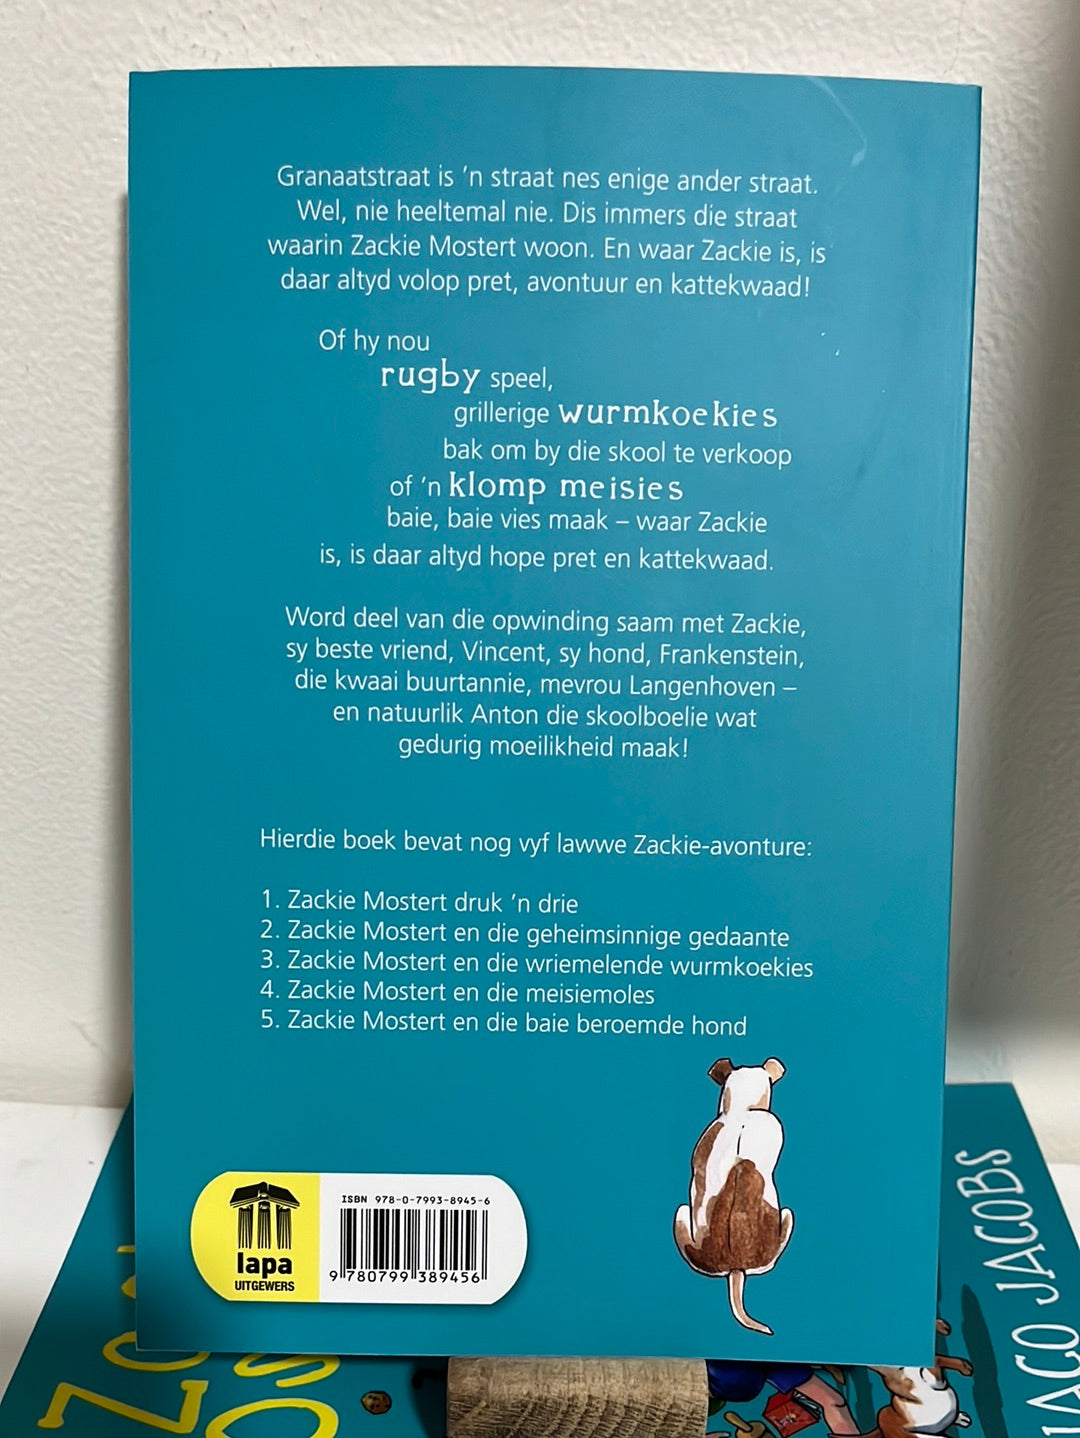 Granaatstraat is ’n straat nes enige ander straat.
Wel, nie heeltemal nie. Dis immers die straat
waarin Zackie Mostert woon. En waar Zackie is, is
daar altyd volop pret, avontuur en kattekwaad!
Of hy nou
rugby speel,
grillerige wurmkoekies
bak om by die skool te verkoop
of ’n klomp meisies
baie, baie vies maak – waar Zackie
is, is daar altyd hope pret en kattekwaad.
Word deel van die opwinding saam met Zackie,
sy beste vriend, Vincent, sy hond, Frankenstein,
die kwaai buurtannie, mevrou Langenhoven –
en natuurlik Anton die skoolboelie wat
gedurig moeilikheid maak!
Hierdie boek bevat nog vyf lawwe Zackie-avonture:
1. Zackie Mostert druk ’n drie
2. Zackie Mostert en die geheimsinnige gedaante
3. Zackie Mostert en die wriemelende wurmkoekies
4. Zackie Mostert en die meisiemoles
5. Zackie Mostert en die baie beroemde hond
lapa
UITGEWERS
ISBN 978-0-7993-8945-6
9 780799 389456
JACO JACOBS